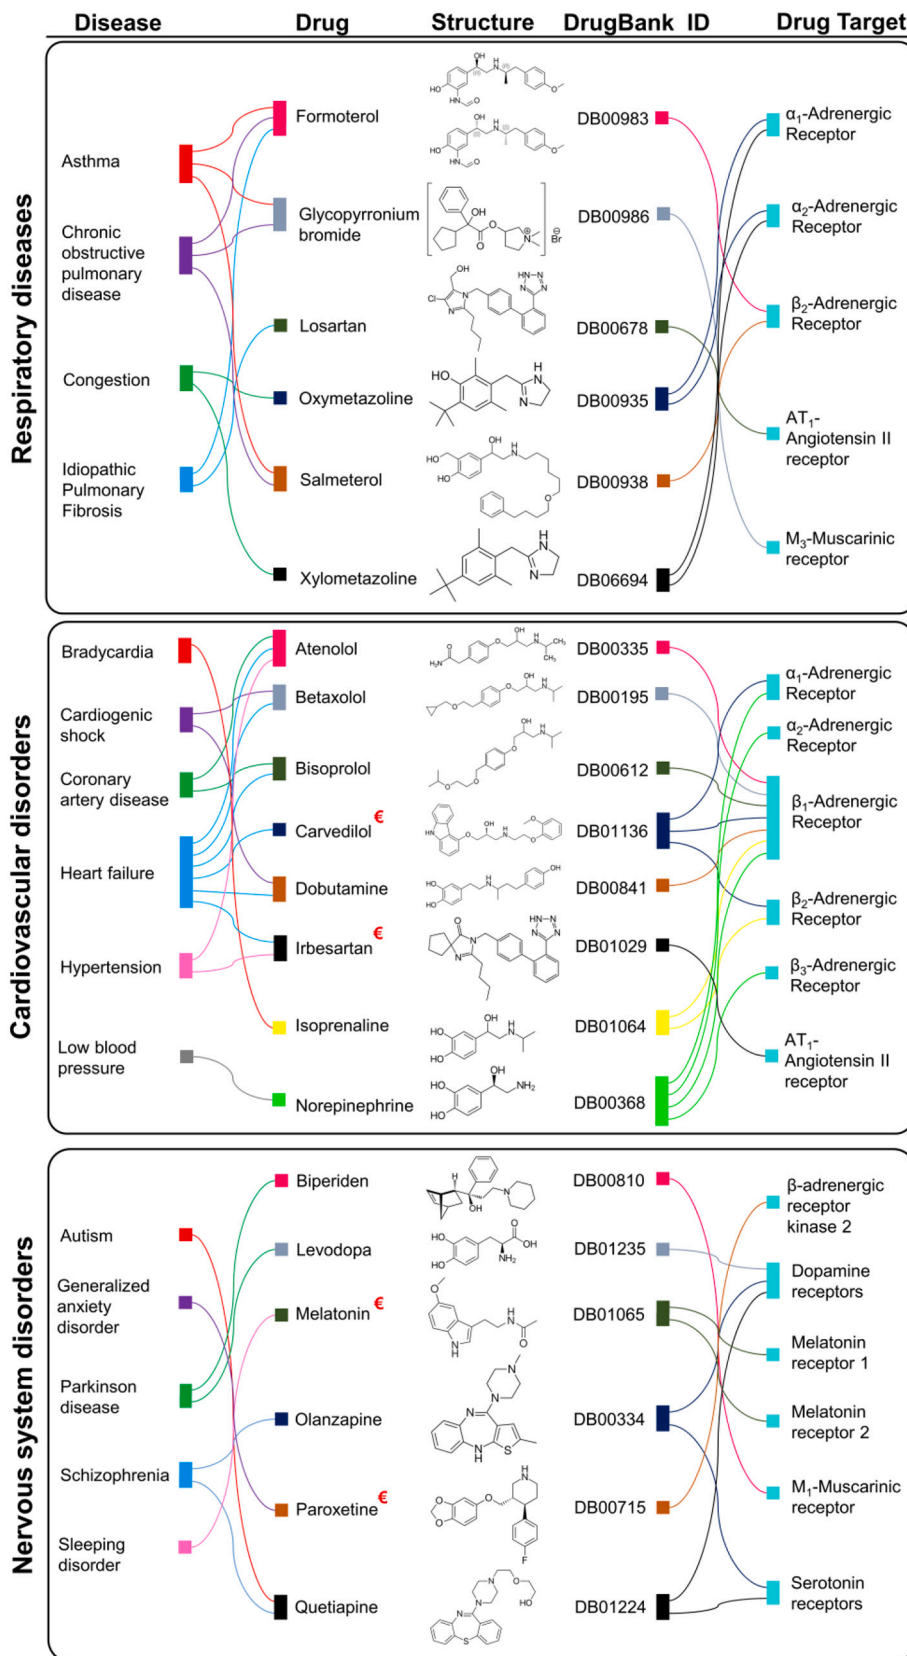 Disease Drug Structure DrugBank ID Drug Target
Respiratory diseases
Asthma
Chronic
obstructive
pulmonary
disease
Congestion
Idiopathic
Pulmonary
Fibrosis
Formoterol
Glycopyrronium
bromide
Losartan
Oxymetazoline
Salmeterol
Xylometazoline
DB00983
DB00986
DB00678
DB00935
DB00938
DB06694
α₁-Adrenergic
Receptor
α₂-Adrenergic
Receptor
β₂-Adrenergic
Receptor
AT₁-
Angiotensin II
receptor
M₃-Muscarinic
receptor
Cardiovascular disorders
Bradycardia
Cardiogenic
shock
Coronary
artery disease
Heart failure
Hypertension
Low blood
pressure
Atenolol
Betaxolol
Bisoprolol
Carvedilol €
Dobutamine
Irbesartan €
Isoprenaline
Norepinephrine
DB00335
DB00195
DB00612
DB01136
DB00841
DB01029
DB01064
DB00368
α₁-Adrenergic
Receptor
α₂-Adrenergic
Receptor
β₁-Adrenergic
Receptor
β₂-Adrenergic
Receptor
β₃-Adrenergic
Receptor
AT₁-
Angiotensin II
receptor
Nervous system disorders
Autism
Generalized
anxiety
disorder
Parkinson
disease
Schizophrenia
Sleeping
disorder
Biperiden
Levodopa
Melatonin €
Olanzapine
Paroxetine €
Quetiapine
DB00810
DB01235
DB01065
DB00334
DB00715
DB01224
β-adrenergic
receptor
kinase 2
Dopamine
receptors
Melatonin
receptor 1
Melatonin
receptor 2
M₁-Muscarinic
receptor
Serotonin
receptors